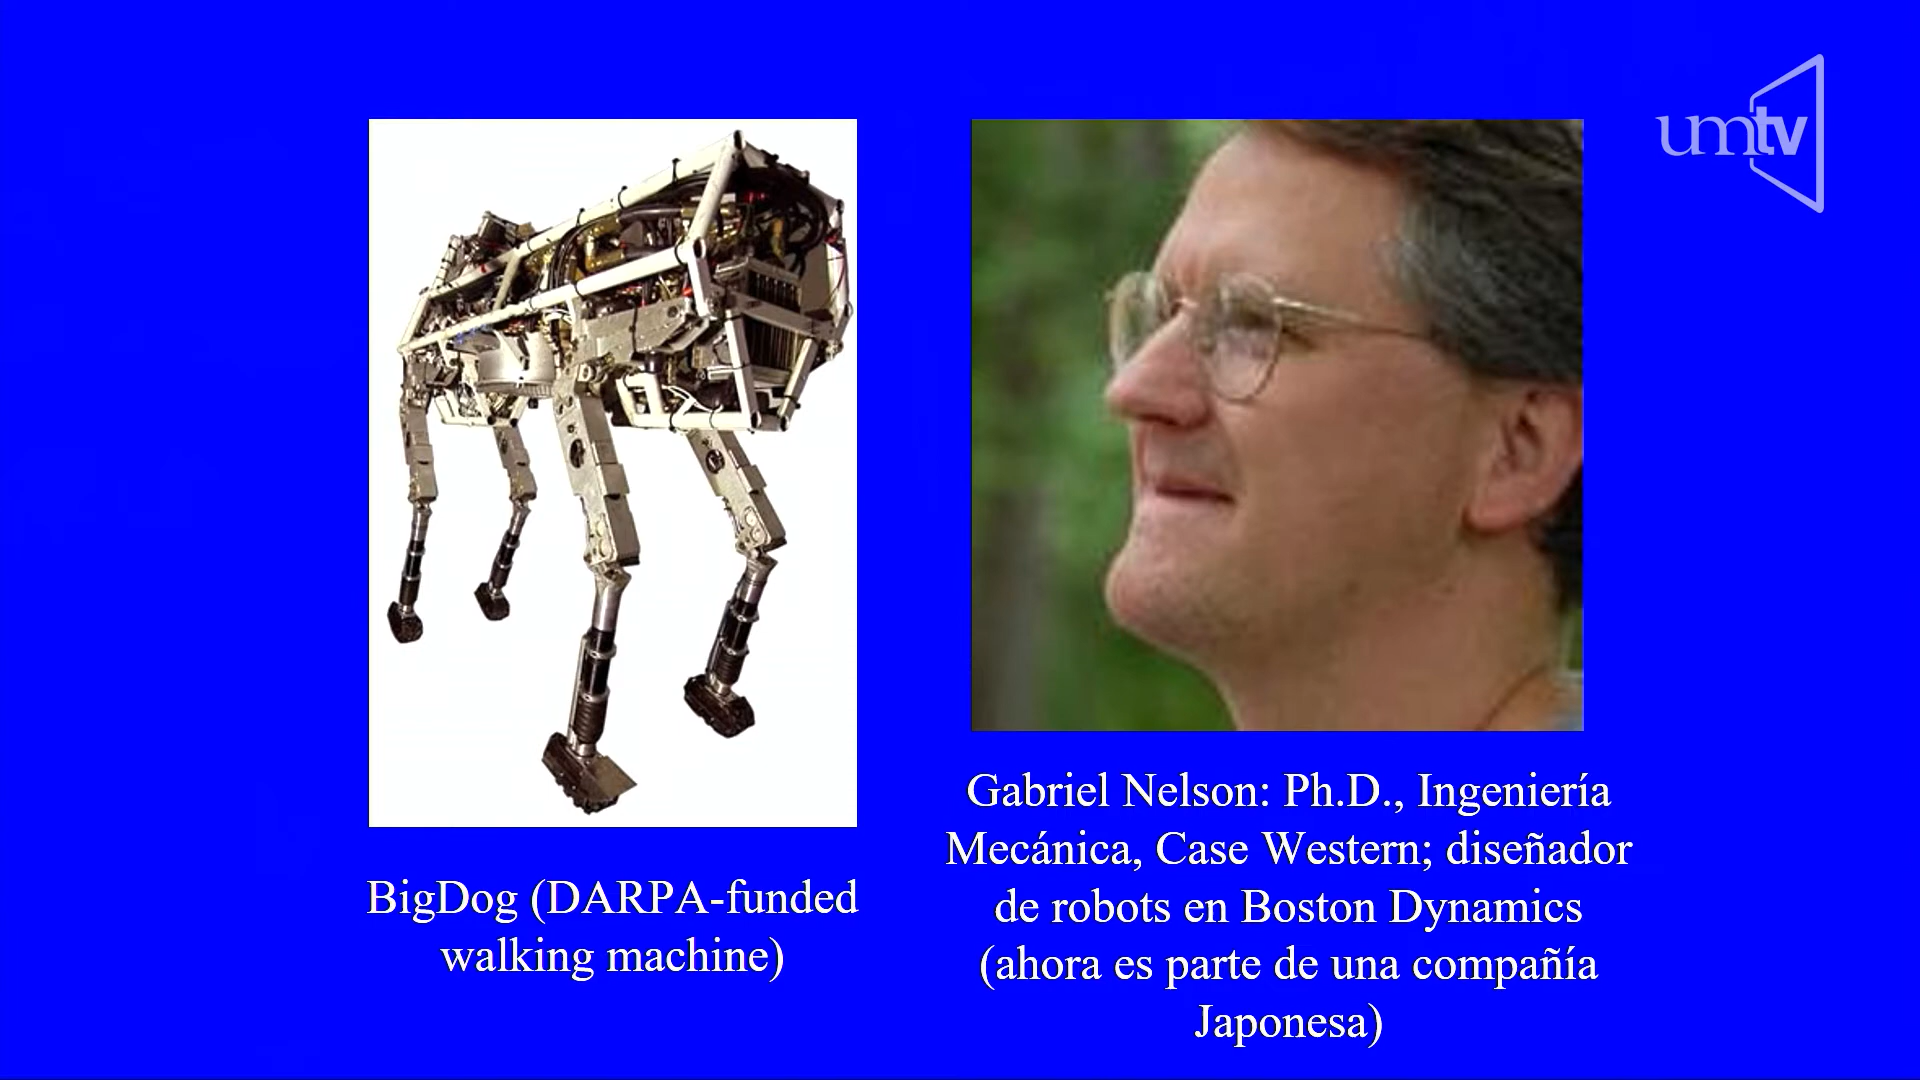 umtv
BigDog (DARPA-funded
walking machine)
Gabriel Nelson: Ph.D., Ingeniería
Mecánica, Case Western; diseñador
de robots en Boston Dynamics
(ahora es parte de una compañía
Japonesa)